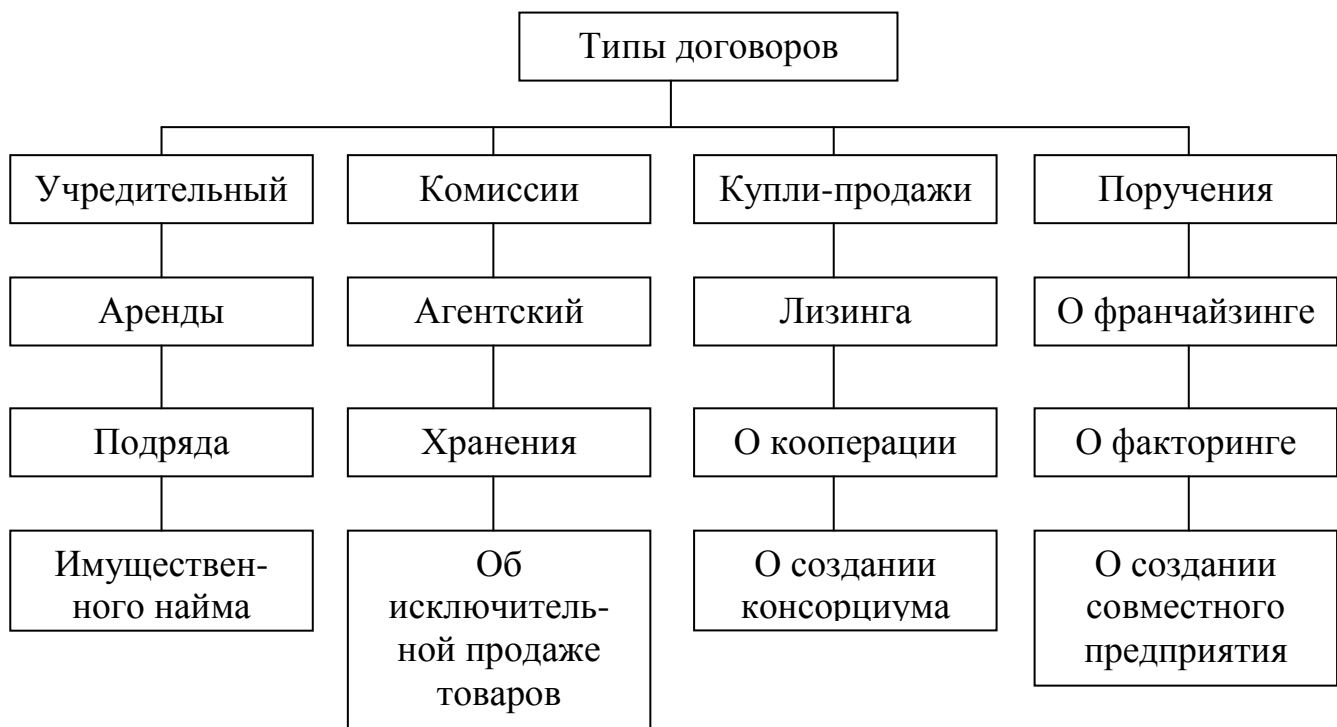 Типы договоров
Учредительный
Комиссии
Купли-продажи
Поручения
Аренды
Агентский
Лизинга
О франчайзинге
Подряда
Хранения
О кооперации
О факторинге
Имуществен-
ного найма
Об
исключитель-
ной продаже
товаров
О создании
консорциума
О создании
совместного
предприятия